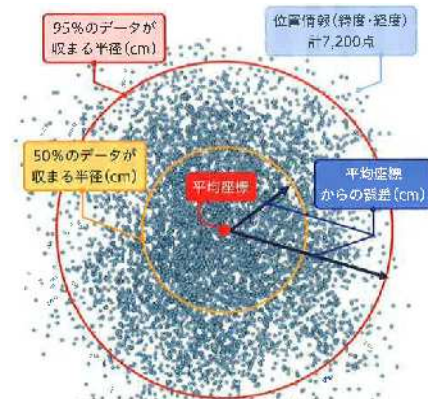 95%のデータが
収まる半径(cm)
位置情報(緯度・経度)
計7,200点
50%のデータが
収まる半径(cm)
平均座標
平均座標
からの誤差(cm)